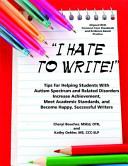 Aligned With
Common Core Standards
and Evidence-Based
Practice
"I HATE
TO WRITE!"
Tips for Helping Students With
Autism Spectrum and Related Disorders
Increase Achievement,
Meet Academic Standards, and
Become Happy, Successful Writers
Cheryl Boucher, MSEd, OTR,
and
Kathy Oehler, MS, CCC-SLP